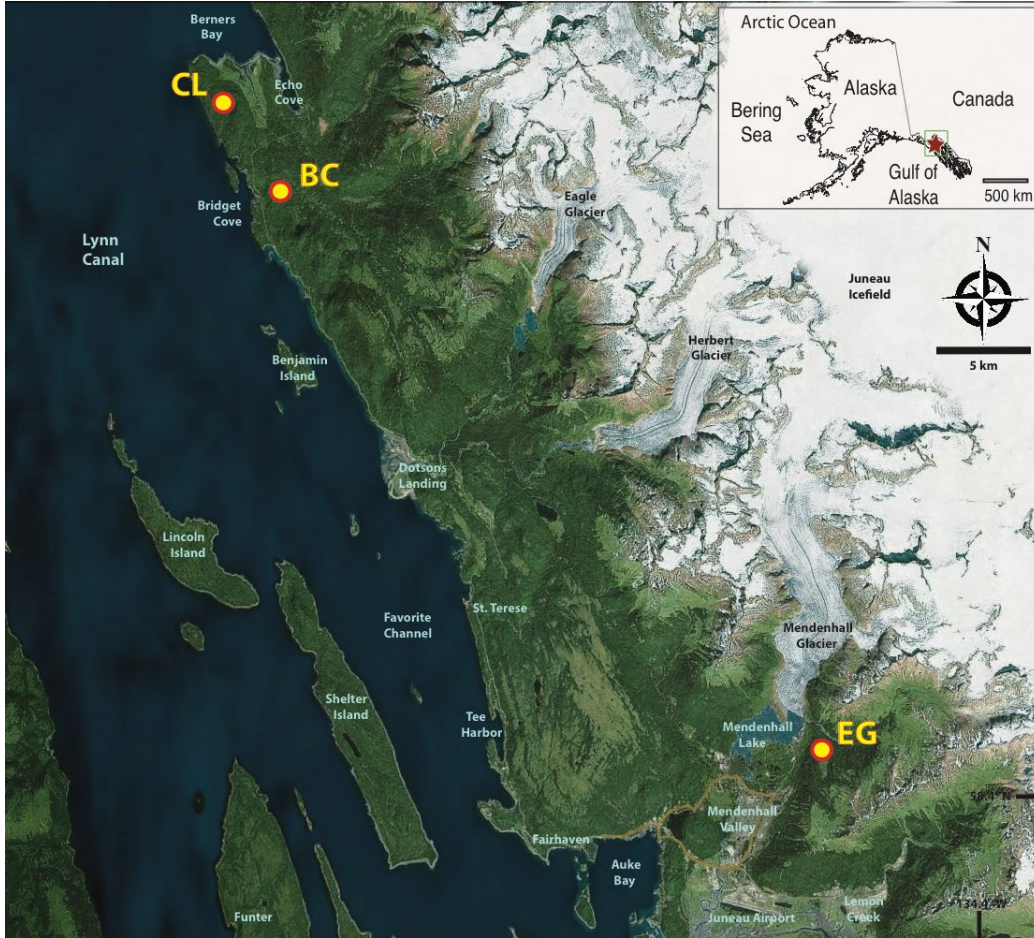 Berners
Bay
CL
Echo
Cove
BC
Bridget
Cove
Lynn
Canal
Eagle
Glacier
Arctic Ocean
Alaska
Canada
Bering
Sea
Gulf of
Alaska
500 km
N
Juneau
Icefield
5 km
Herbert
Glacier
Benjamin
Island
Dotsons
Landing
Lincoln
Island
St. Terese
Favorite
Channel
Mendenhall
Glacier
Shelter
Island
Tee
Harbor
Mendenhall
Lake
EG
Mendenhall
Valley
Fairhaven
Auke
Bay
Funter
Juneau Airport
Lemon
Creek